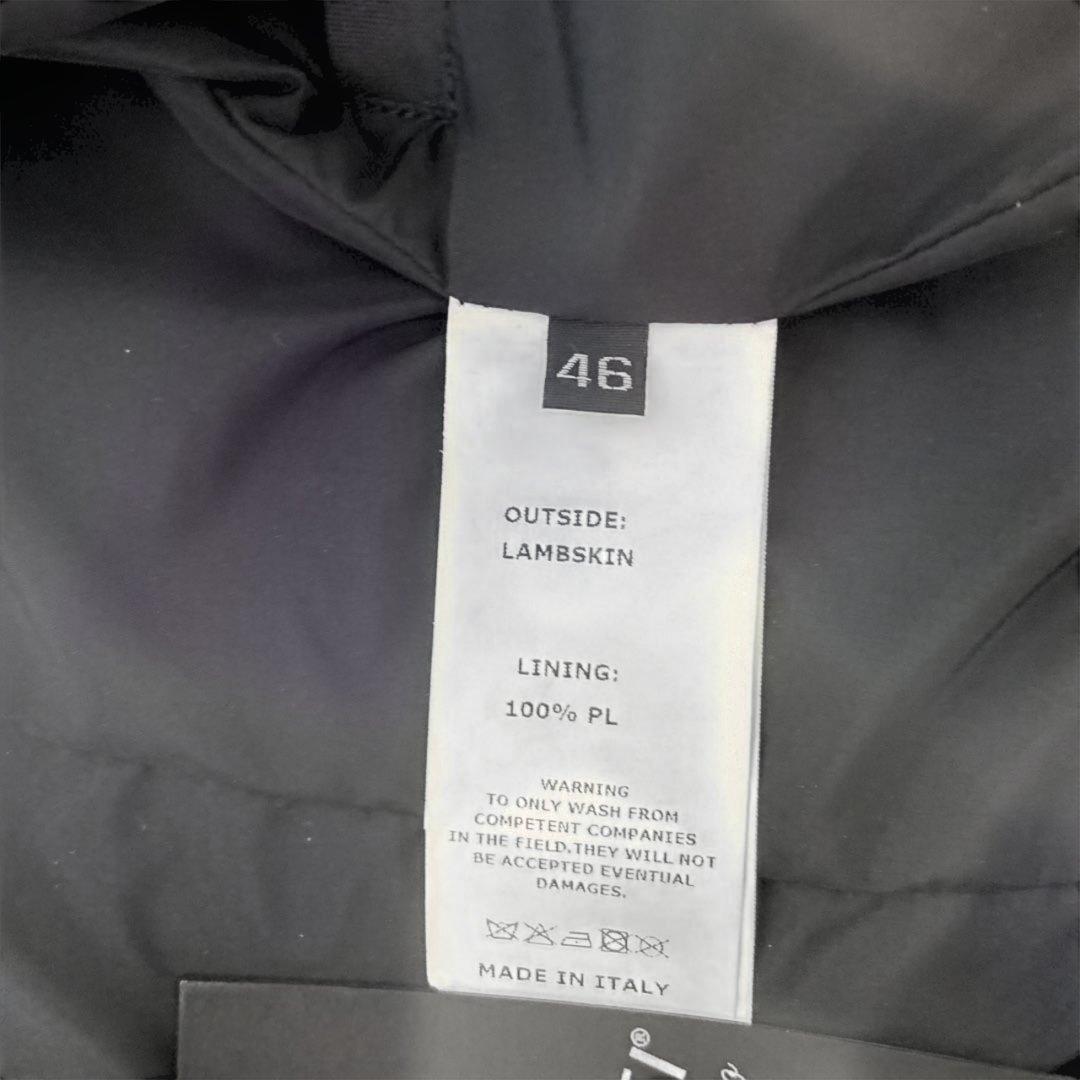 46
OUTSIDE:
LAMBSKIN
LINING:
100% PL
WARNING
TO ONLY WASH FROM
COMPETENT COMPANIES
IN THE FIELD.THEY WILL NOT
BE ACCEPTED EVENTUAL
DAMAGES.
MADE IN ITALY